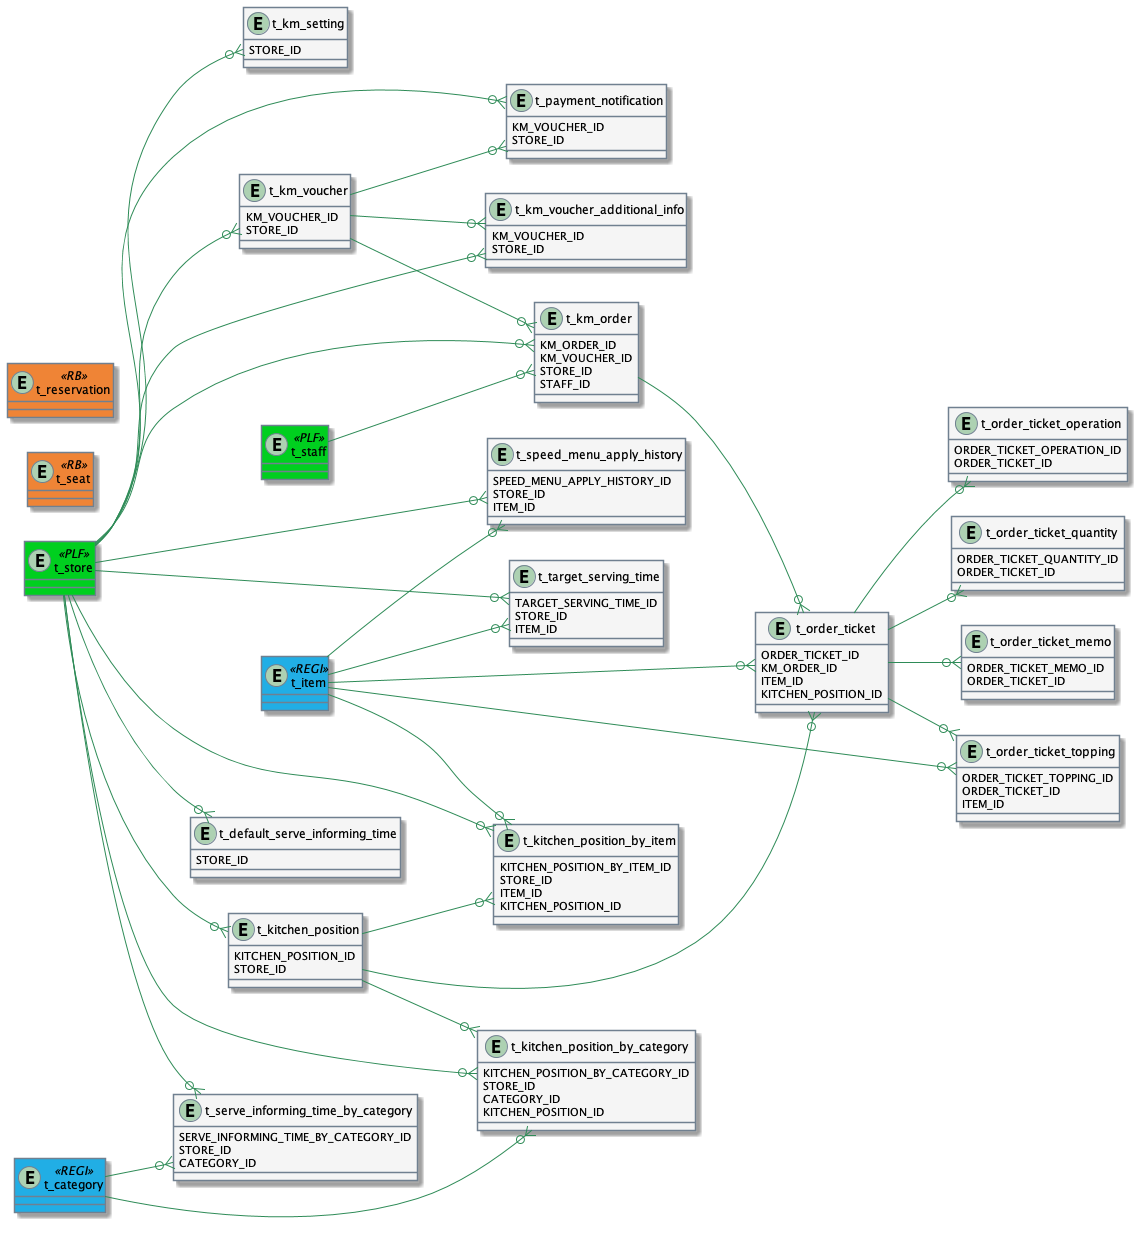 E t_km_setting
STORE_ID
E t_payment_notification
KM_VOUCHER_ID
STORE_ID
E t_km_voucher
KM_VOUCHER_ID
STORE_ID
E t_km_voucher_additional_info
KM_VOUCHER_ID
STORE_ID
E t_km_order
KM_ORDER_ID
KM_VOUCHER_ID
STORE_ID
STAFF_ID
«RB»
E t_reservation
«PLF»
E t_staff
«RB»
E t_seat
E t_speed_menu_apply_history
SPEED_MENU_APPLY_HISTORY_ID
STORE_ID
ITEM_ID
E t_order_ticket_operation
ORDER_TICKET_OPERATION_ID
ORDER_TICKET_ID
«PLF»
E t_store
E t_target_serving_time
TARGET_SERVING_TIME_ID
STORE_ID
ITEM_ID
E t_order_ticket_quantity
ORDER_TICKET_QUANTITY_ID
ORDER_TICKET_ID
«REGI»
E t_item
E t_order_ticket
ORDER_TICKET_ID
KM_ORDER_ID
ITEM_ID
KITCHEN_POSITION_ID
E t_order_ticket_memo
ORDER_TICKET_MEMO_ID
ORDER_TICKET_ID
E t_order_ticket_topping
ORDER_TICKET_TOPPING_ID
ORDER_TICKET_ID
ITEM_ID
E t_default_serve_informing_time
STORE_ID
E t_kitchen_position_by_item
KITCHEN_POSITION_BY_ITEM_ID
STORE_ID
ITEM_ID
KITCHEN_POSITION_ID
E t_kitchen_position
KITCHEN_POSITION_ID
STORE_ID
E t_kitchen_position_by_category
KITCHEN_POSITION_BY_CATEGORY_ID
STORE_ID
CATEGORY_ID
KITCHEN_POSITION_ID
E t_serve_informing_time_by_category
SERVE_INFORMING_TIME_BY_CATEGORY_ID
STORE_ID
CATEGORY_ID
«REGI»
E t_category